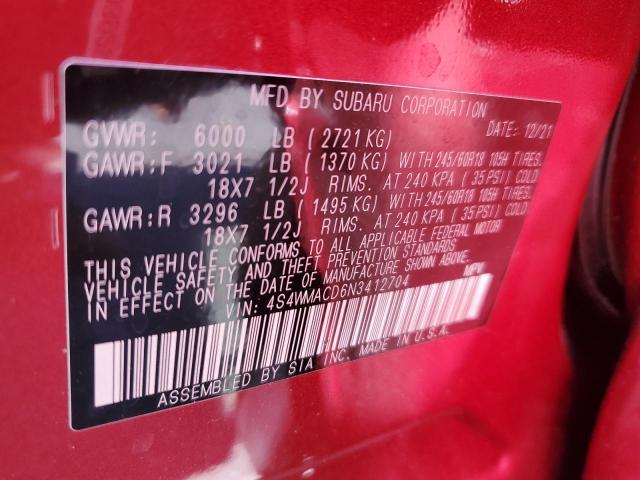 MFD BY SUBARU CORPORATION
GVWR: 6000 LB (2721 KG) DATE: 12/21
GAWR:F 3021 LB (1370 KG) WITH 245/60R18 105H TIRES.
18X7 1/2J RIMS. AT 240 KPA (35 PSI) COLD
GAWR:R 3296 LB (1495 KG) WITH 245/60R18 105H TIRES.
18X7 1/2J RIMS. AT 240 KPA (35 PSI) COLD
THIS VEHICLE CONFORMS TO ALL APPLICABLE FEDERAL MOTOR
VEHICLE SAFETY AND THEFT PREVENTION STANDARDS
IN EFFECT ON THE DATE OF MANUFACTURE SHOWN ABOVE.
VIN: 4S4WMACD6N3412704 MPV
ASSEMBLED BY SIA INC. MADE IN U.S.A.